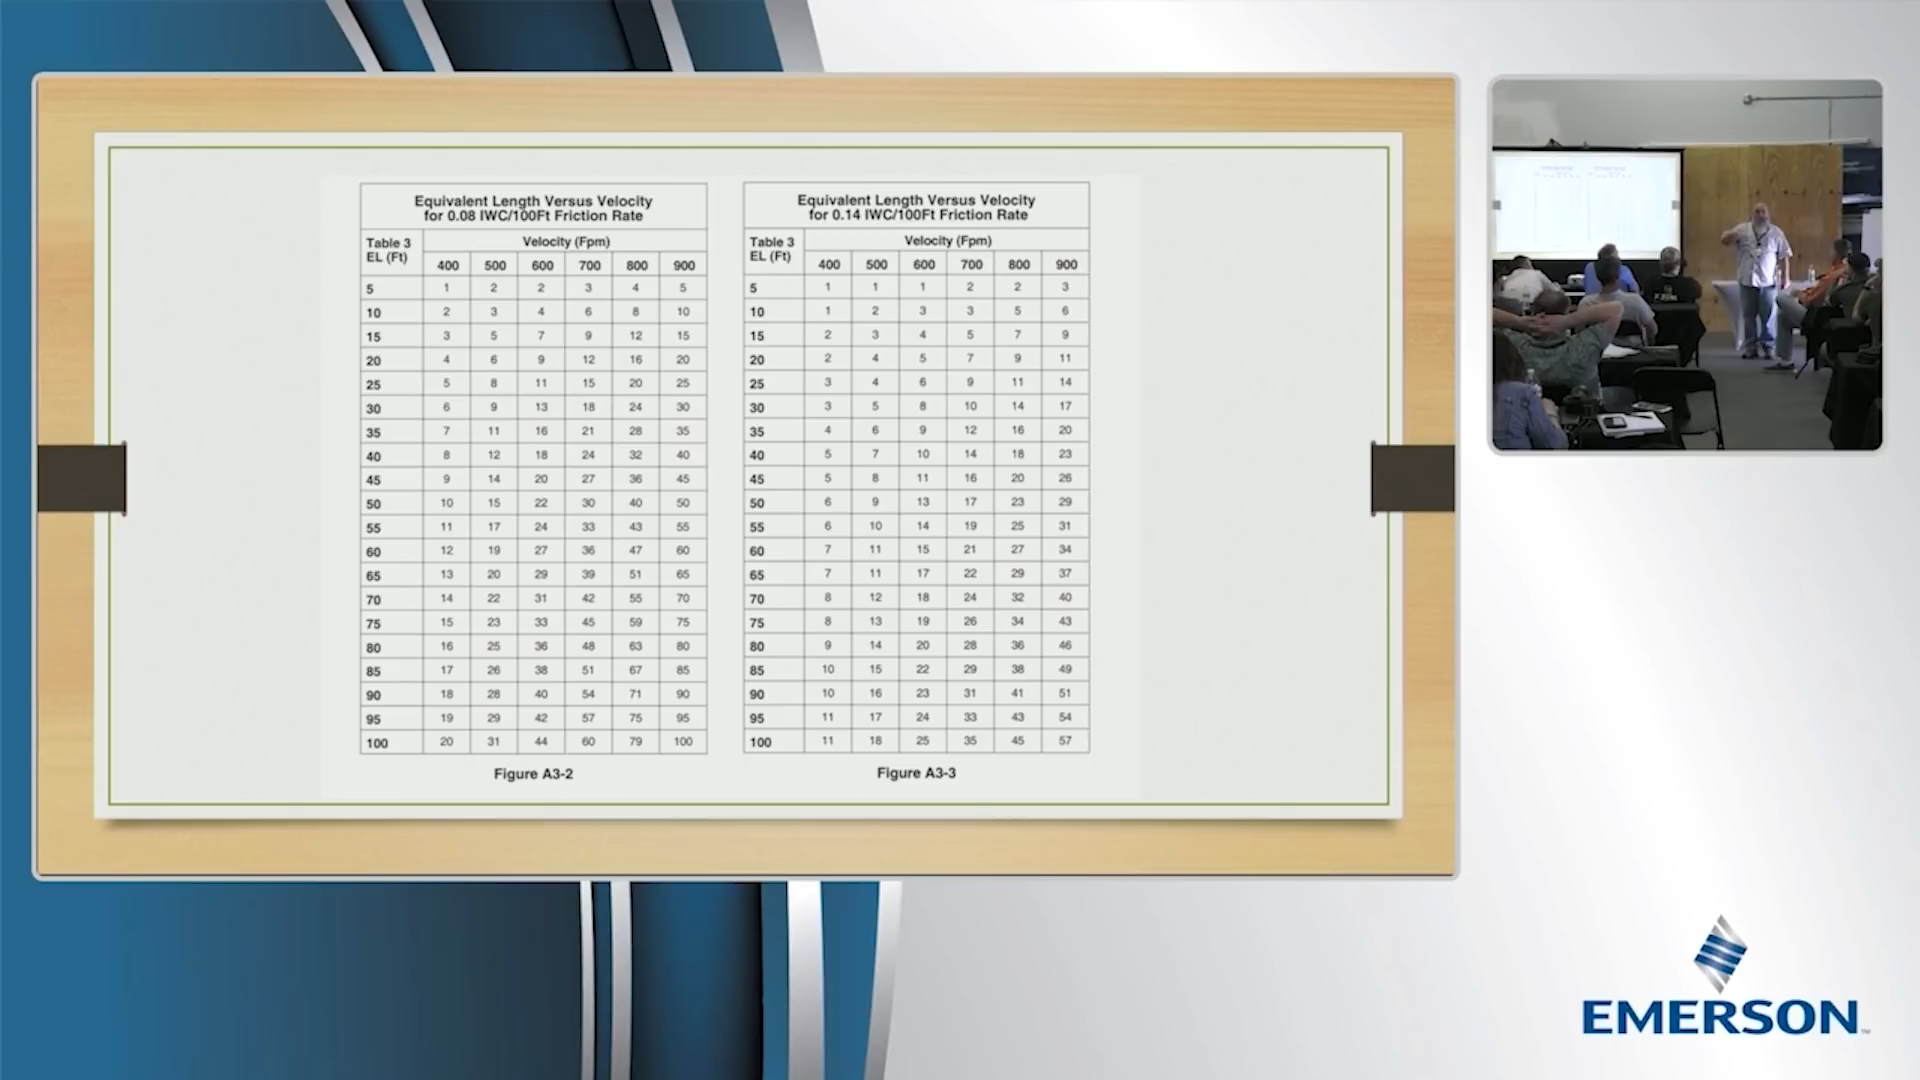 Equivalent Length Versus Velocity
for 0.08 IWC/100Ft Friction Rate
Table 3
EL (Ft)
Velocity (Fpm)
400 500 600 700 800 900
5 1 2 2 3 4 5
10 2 3 4 6 8 10
15 3 5 7 9 12 15
20 4 6 9 12 16 20
25 5 8 11 15 20 25
30 6 9 13 18 24 30
35 7 11 16 21 28 35
40 8 12 18 24 32 40
45 9 14 20 27 36 45
50 10 15 22 30 40 50
55 11 17 24 33 43 55
60 12 19 27 36 47 60
65 13 20 29 39 51 65
70 14 22 31 42 55 70
75 15 23 33 45 59 75
80 16 25 36 48 63 80
85 17 26 38 51 67 85
90 18 28 40 54 71 90
95 19 29 42 57 75 95
100 20 31 44 60 79 100
Figure A3-2
Equivalent Length Versus Velocity
for 0.14 IWC/100Ft Friction Rate
Table 3
EL (Ft)
Velocity (Fpm)
400 500 600 700 800 900
5 1 1 1 2 2 3
10 1 2 3 3 5 6
15 2 3 4 5 7 9
20 2 4 5 7 9 11
25 3 4 6 9 11 14
30 3 5 8 10 14 17
35 4 6 9 12 16 20
40 5 7 10 14 18 23
45 5 8 11 16 20 26
50 6 9 13 17 23 29
55 6 10 14 19 25 31
60 7 11 15 21 27 34
65 7 11 17 22 29 37
70 8 12 18 24 32 40
75 8 13 19 26 34 43
80 9 14 20 28 36 46
85 10 15 22 29 38 49
90 10 16 23 31 41 51
95 11 17 24 33 43 54
100 11 18 25 35 45 57
Figure A3-3
EMERSON